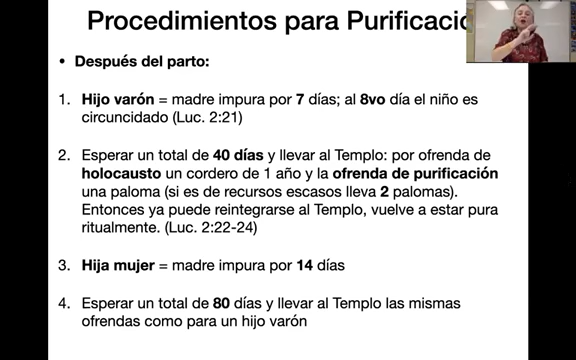 Procedimientos para Purificació
• Después del parto:
1. Hijo varón = madre impura por 7 días; al 8vo día el niño es
circuncidado (Luc. 2:21)
2. Esperar un total de 40 días y llevar al Templo: por ofrenda de
holocausto un cordero de 1 año y la ofrenda de purificación
una paloma (si es de recursos escasos lleva 2 palomas).
Entonces ya puede reintegrarse al Templo, vuelve a estar pura
ritualmente. (Luc. 2:22-24)
3. Hija mujer = madre impura por 14 días
4. Esperar un total de 80 días y llevar al Templo las mismas
ofrendas como para un hijo varón